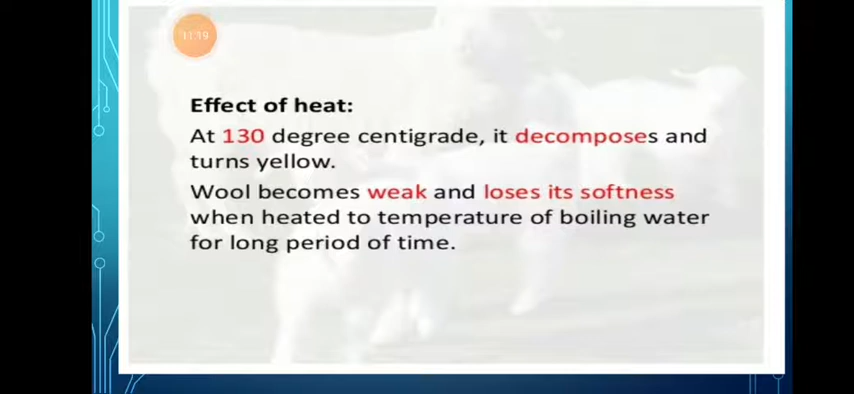 11:19
Effect of heat:
At 130 degree centigrade, it decomposes and
turns yellow.
Wool becomes weak and loses its softness
when heated to temperature of boiling water
for long period of time.